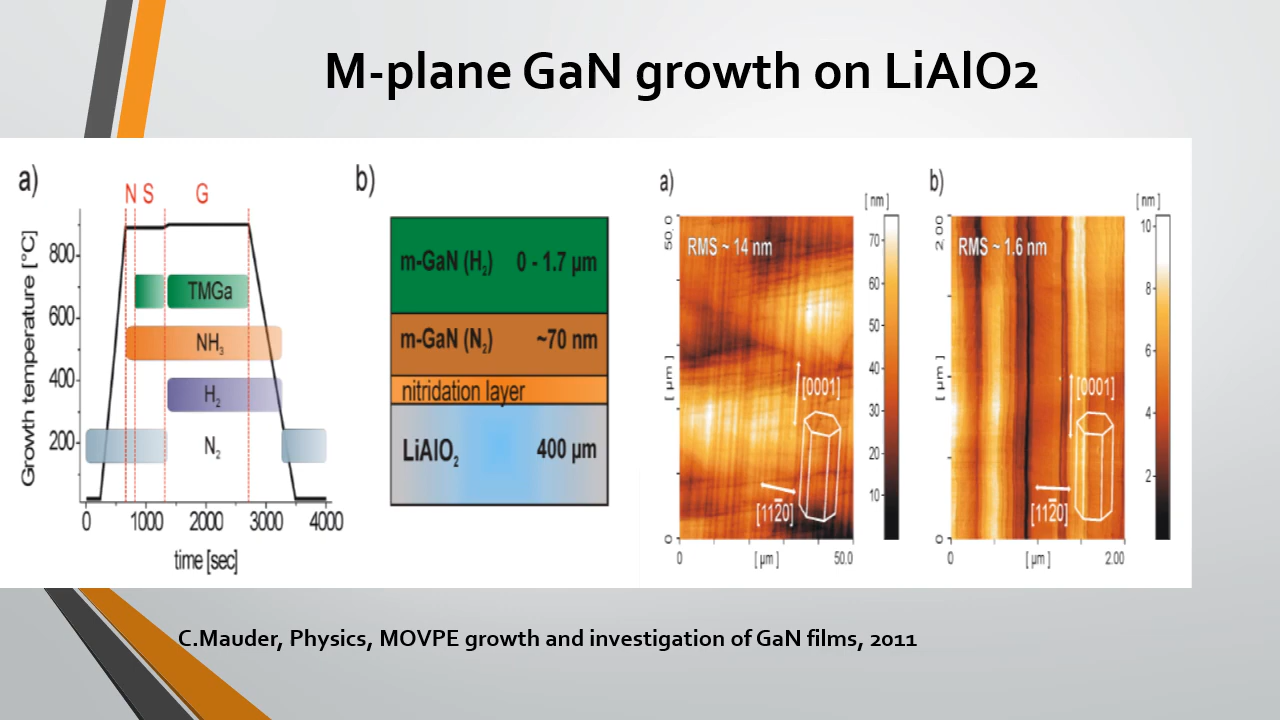 M-plane GaN growth on LiAlO2
a)
N S G
Growth temperature [°C]
800
600
400
200
TMGa
NH₃
H₂
N₂
0 1000 2000 3000 4000
time [sec]
b)
m-GaN (H₂) 0 - 1.7 µm
m-GaN (N₂) ~70 nm
nitridation layer
LiAlO₂ 400 µm
a)
[ nm ]
RMS ~ 14 nm
50.0
[ µm ]
0
70
60
50
40
30
20
10
[0001]
[112̄0]
0 [ µm ] 50.0
b)
[ nm ]
RMS ~ 1.6 nm
2.00
[ µm ]
0
10
8
6
4
2
[0001]
[112̄0]
0 [ µm ] 2.00
C.Mauder, Physics, MOVPE growth and investigation of GaN films, 2011